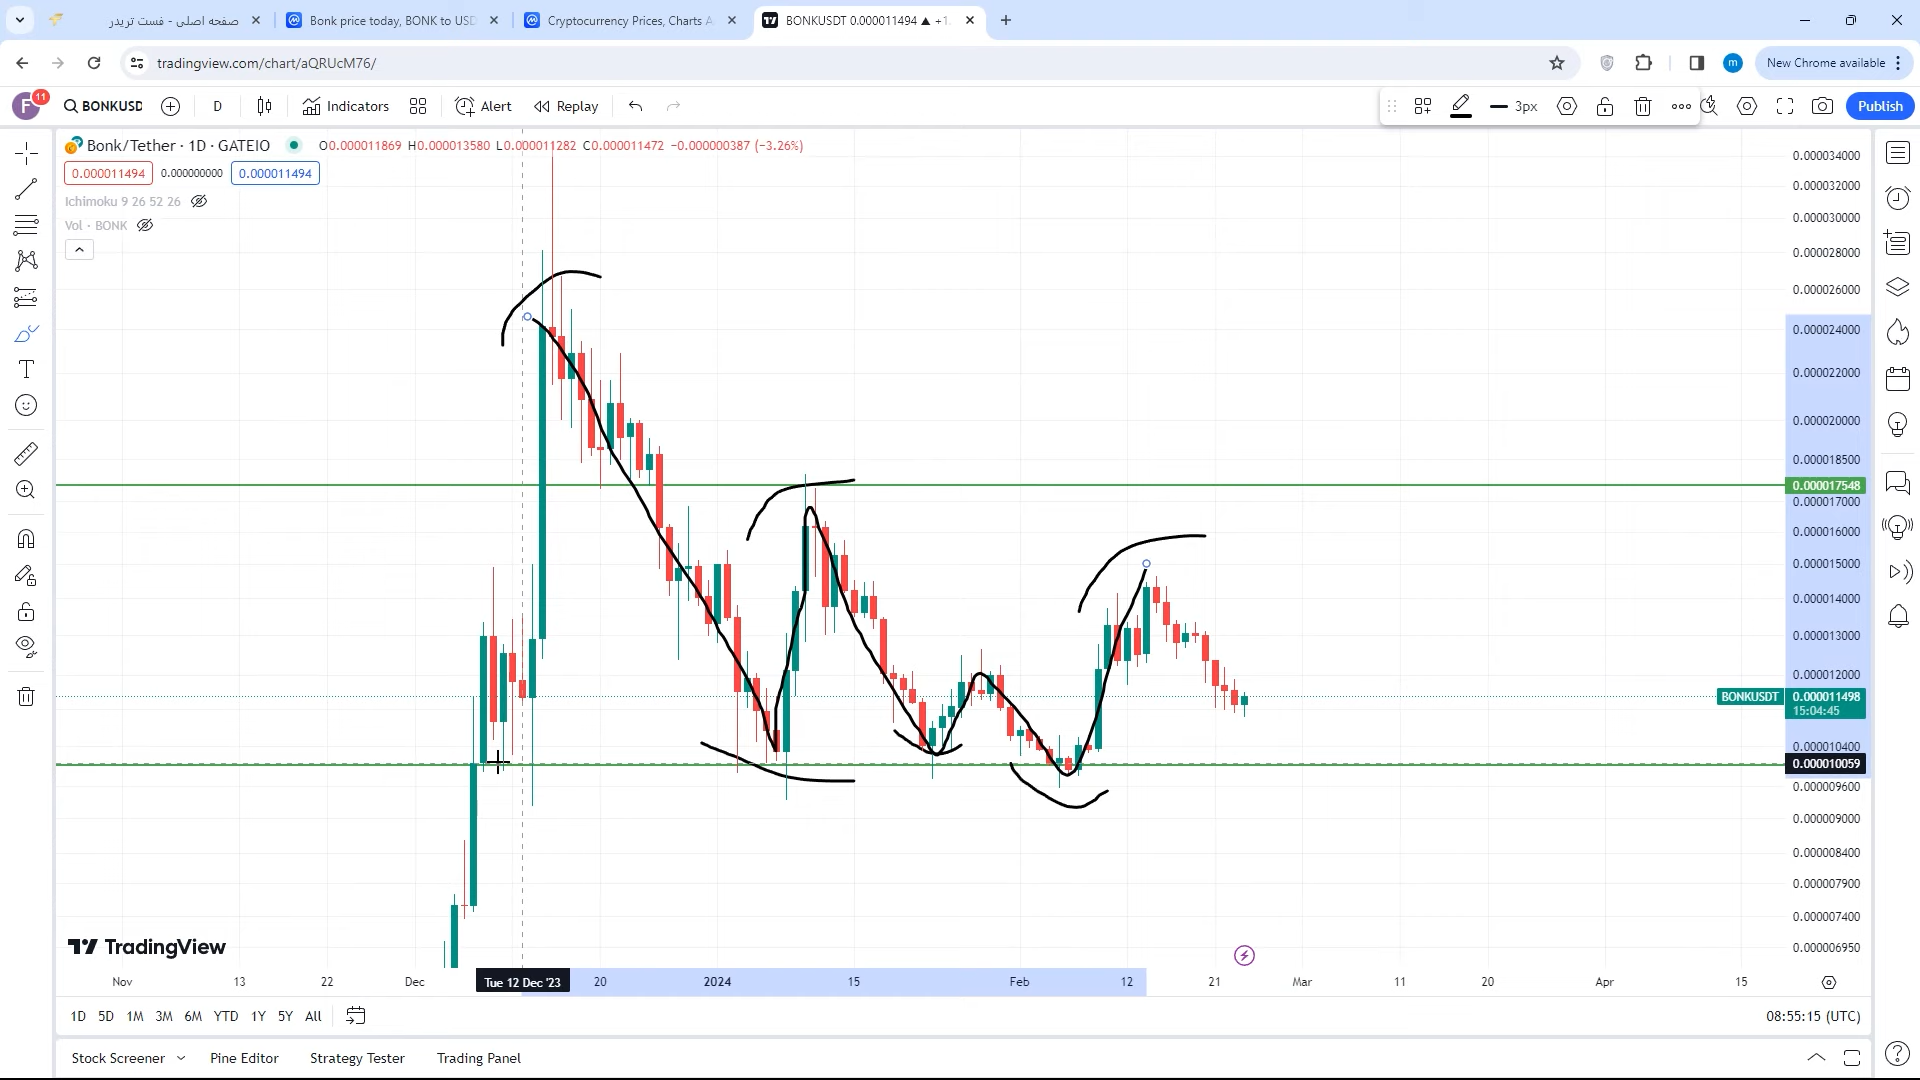 صفحه اصلی - فست تریدر
Bonk price today, BONK to USD
Cryptocurrency Prices, Charts A
BONKUSDT 0.000011494 ▲ +1.
tradingview.com/chart/aQRUcM76/
New Chrome available
F 11 BONKUSD D Indicators Alert Replay 3px Publish
Bonk/Tether · 1D · GATEIO O0.000011869 H0.000013580 L0.000011282 C0.000011472 −0.000000387 (−3.26%)
0.000011494 0.000000000 0.000011494
Ichimoku 9 26 52 26
Vol · BONK
0.000034000
0.000032000
0.000030000
0.000028000
0.000026000
0.000024000
0.000022000
0.000020000
0.000018500
0.000017548
0.000017000
0.000016000
0.000015000
0.000014000
0.000013000
0.000012000
BONKUSDT 0.000011498
15:04:45
0.000010400
0.000010059
0.000009600
0.000009000
0.000008400
0.000007900
0.000007400
0.000006950
TradingView
Nov 13 22 Dec Tue 12 Dec '23 20 2024 15 Feb 12 21 Mar 11 20 Apr 15
1D 5D 1M 3M 6M YTD 1Y 5Y All 08:55:15 (UTC)
Stock Screener Pine Editor Strategy Tester Trading Panel